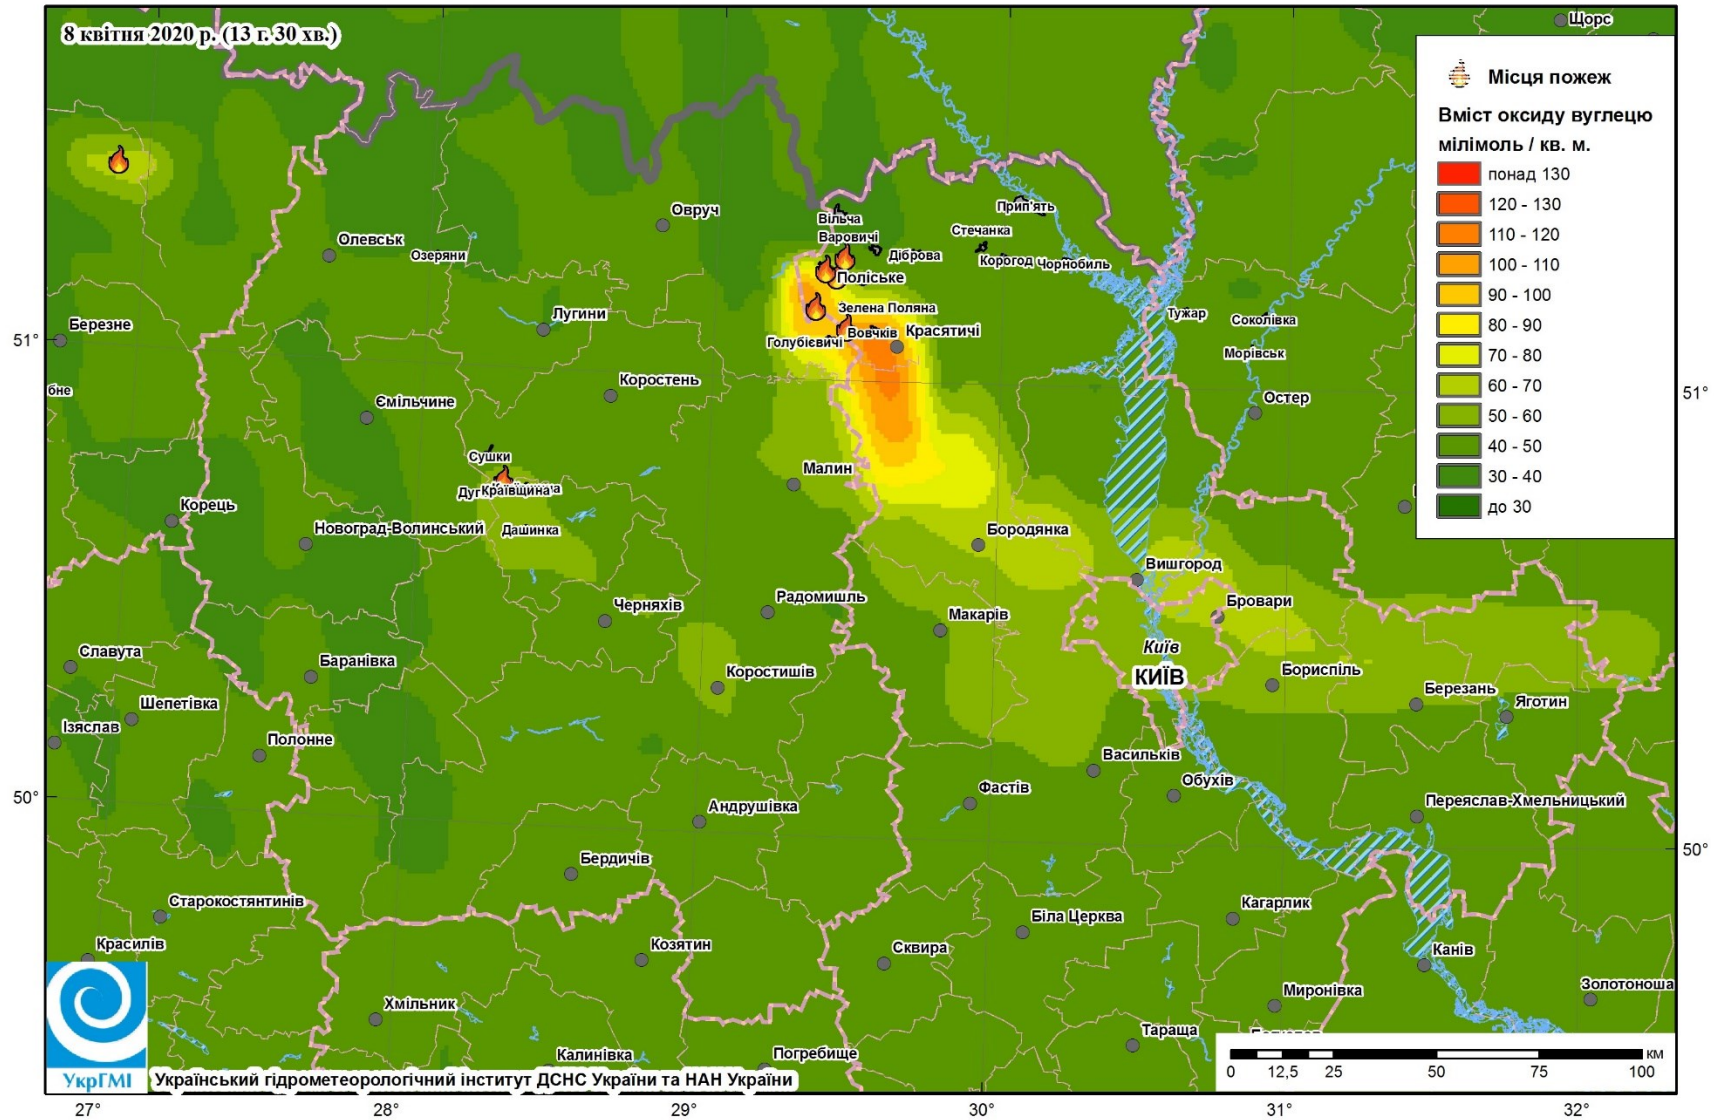 8 квітня 2020 р. (13 г. 30 хв.)
Щорс
Місця пожеж
Вміст оксиду вуглецю
мілімоль / кв. м.
понад 130
120 - 130
110 - 120
100 - 110
90 - 100
80 - 90
70 - 80
60 - 70
50 - 60
40 - 50
30 - 40
до 30
Овруч
Олевськ
Озеряни
Вільча
Варовичі
Діброва
Поліське
Прип'ять
Стечанка
Корогод
Чорнобиль
Зелена Поляна
Вовчків
Красятичі
Голубієвичі
Тужар
Соколівка
Морівськ
Остер
Березне
51°
51°
бне
Лугини
Коростень
Ємільчине
Сушки
Краївщина
Дашинка
Корець
Новоград-Волинський
Малин
Бородянка
Вишгород
Бровари
Черняхів
Радомишль
Макарів
Київ
КИЇВ
Бориспіль
Березань
Яготин
Славута
Баранівка
Коростишів
Шепетівка
Ізяслав
Полонне
Васильків
Обухів
Фастів
Андрушівка
Переяслав-Хмельницький
50°
50°
Бердичів
Старокостянтинів
Красилів
Козятин
Сквира
Біла Церква
Кагарлик
Канів
Золотоноша
Миронівка
Хмільник
Тараща
Калинівка
Погребище
УкрГМІ
Український гідрометеорологічний інститут ДСНС України та НАН України
км
0 12,5 25 50 75 100
27° 28° 29° 30° 31° 32°